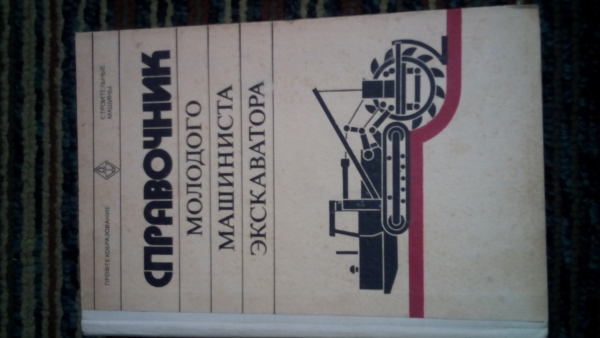 ПРОФТЕХОБРАЗОВАНИЕ
СТРОИТЕЛЬНЫЕ
МАШИНЫ
СПРАВОЧНИК
МОЛОДОГО
МАШИНИСТА
ЭКСКАВАТОРА